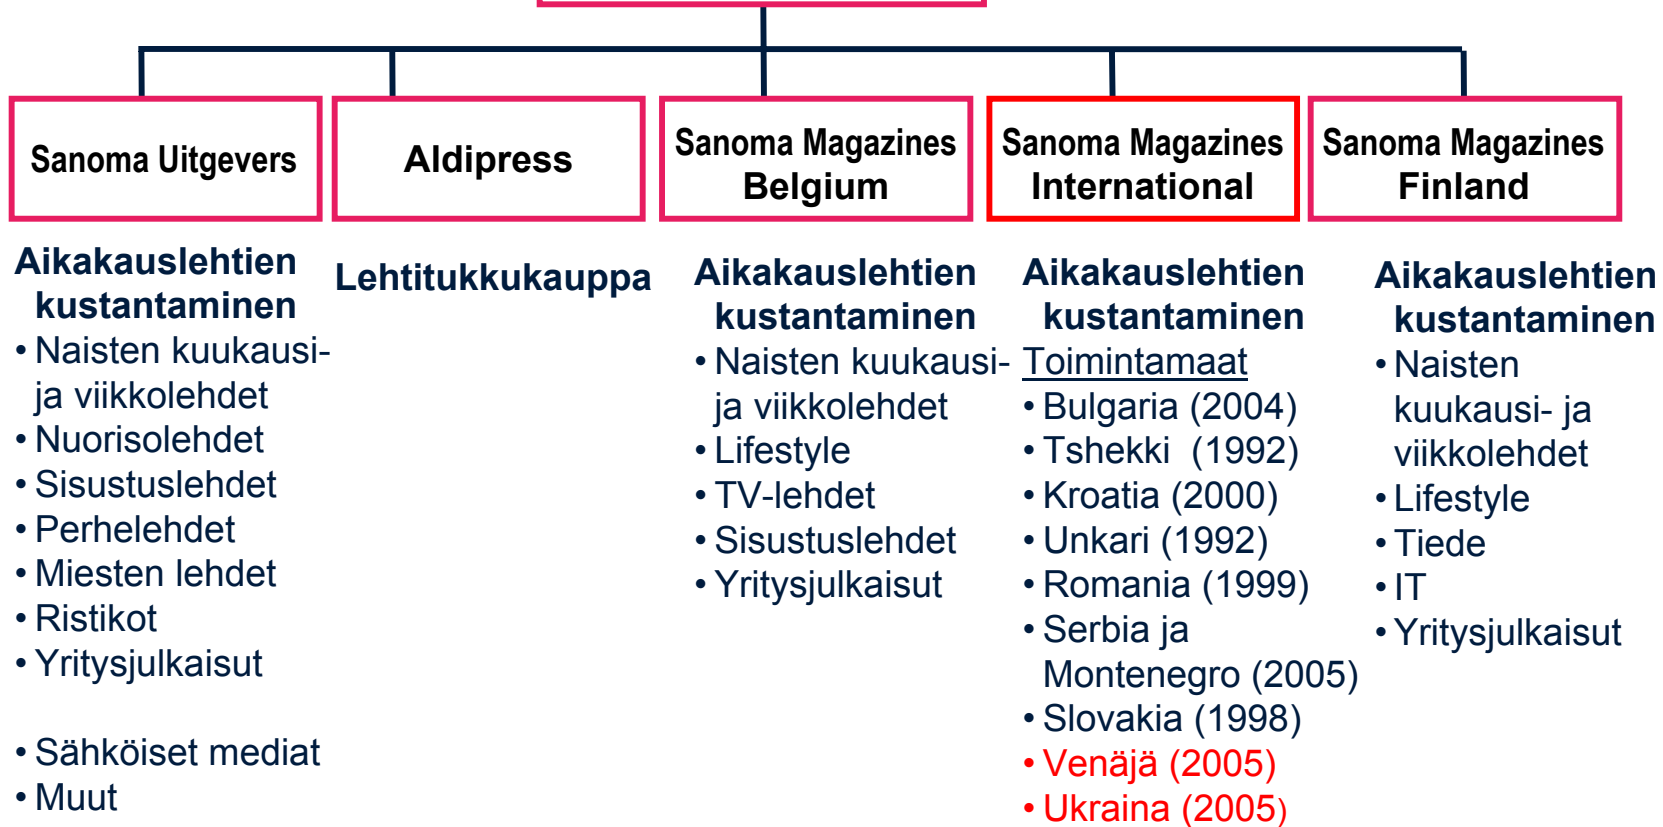 Sanoma Uitgevers
Aldipress
Sanoma Magazines
Belgium
Sanoma Magazines
International
Sanoma Magazines
Finland
Aikakauslehtien
kustantaminen
• Naisten kuukausi-
ja viikkolehdet
• Nuorisolehdet
• Sisustuslehdet
• Perhelehdet
• Miesten lehdet
• Ristikot
• Yritysjulkaisut
• Sähköiset mediat
• Muut
Lehtitukkukauppa
Aikakauslehtien
kustantaminen
• Naisten kuukausi-
ja viikkolehdet
• Lifestyle
• TV-lehdet
• Sisustuslehdet
• Yritysjulkaisut
Aikakauslehtien
kustantaminen
Toimintamaat
• Bulgaria (2004)
• Tshekki (1992)
• Kroatia (2000)
• Unkari (1992)
• Romania (1999)
• Serbia ja
Montenegro (2005)
• Slovakia (1998)
• Venäjä (2005)
• Ukraina (2005)
Aikakauslehtien
kustantaminen
• Naisten
kuukausi- ja
viikkolehdet
• Lifestyle
• Tiede
• IT
• Yritysjulkaisut